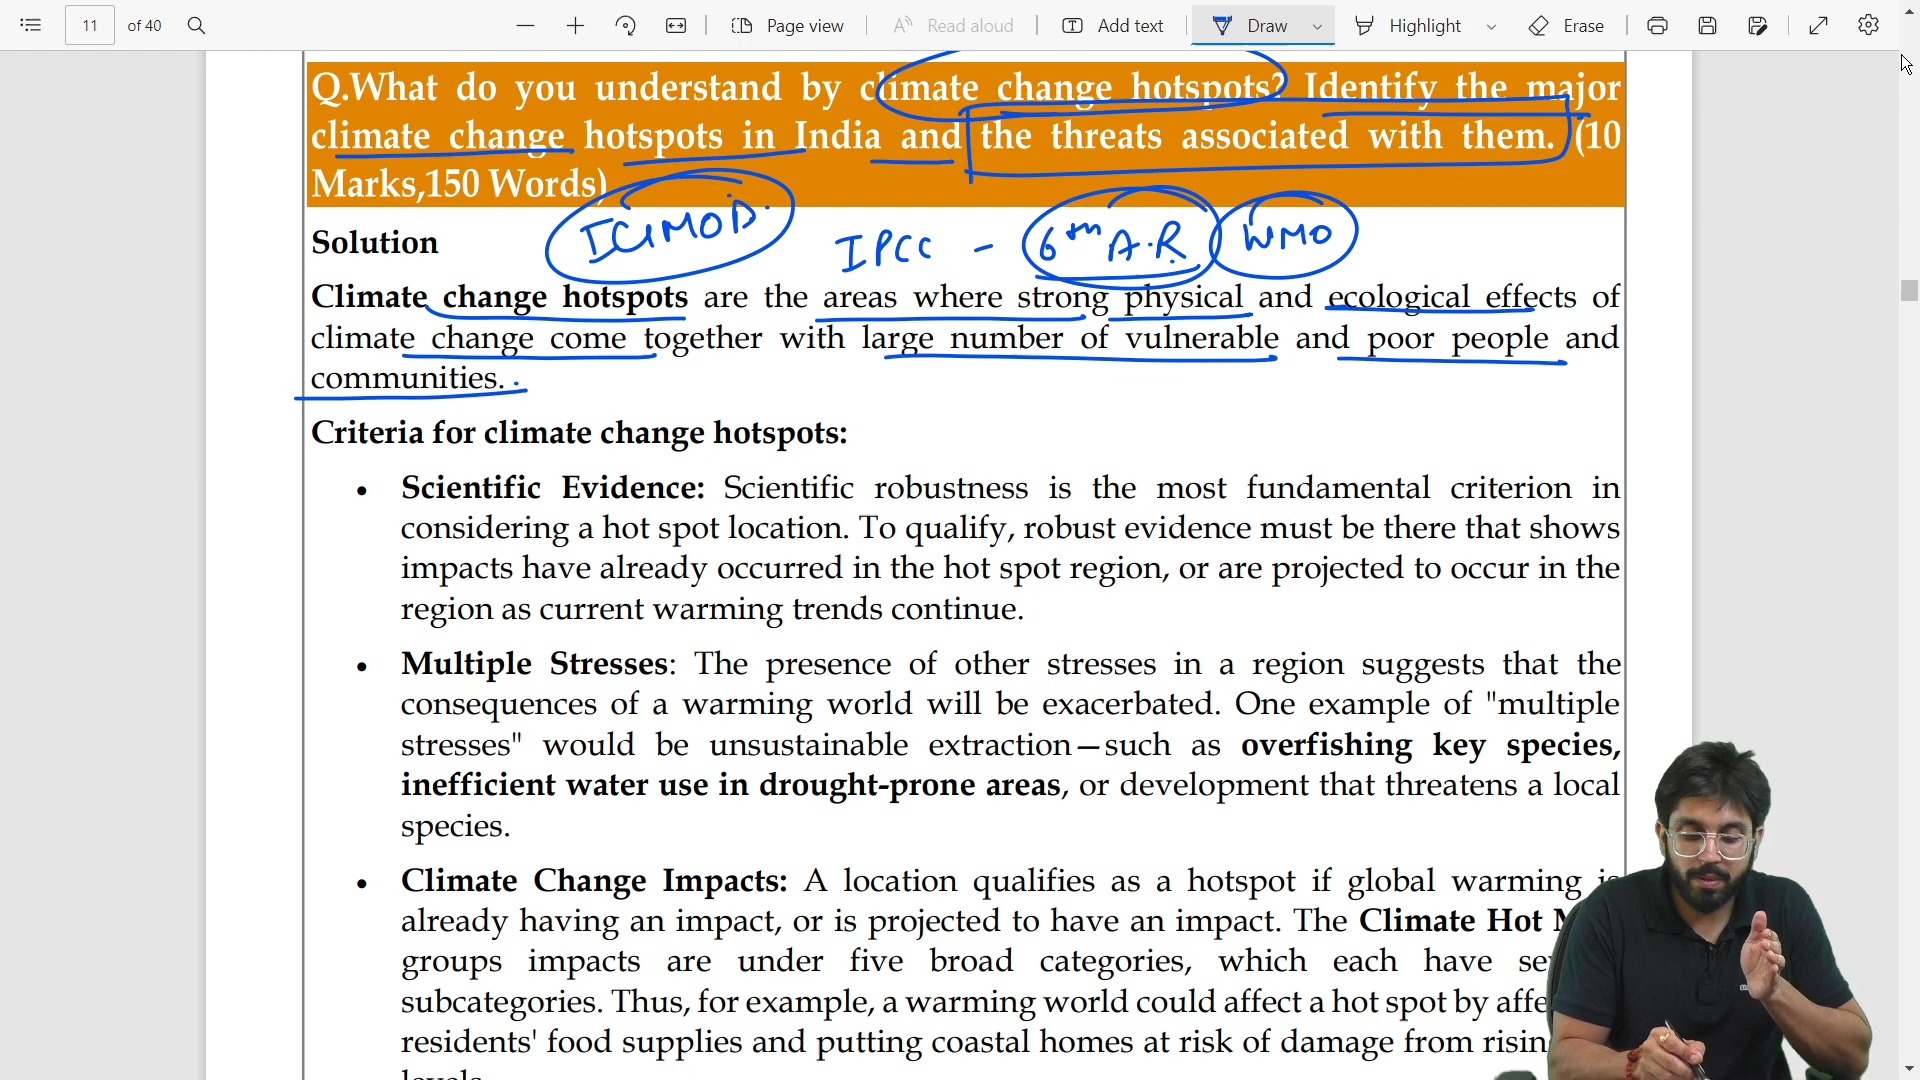 11 of 40 Page view Read aloud Add text Draw Highlight Erase
Q.What do you understand by climate change hotspots? Identify the major
climate change hotspots in India and the threats associated with them. (10
Marks,150 Words)
ICIMOD.
IPCC - 6th A.R WMO
Solution
Climate change hotspots are the areas where strong physical and ecological effects of
climate change come together with large number of vulnerable and poor people and
communities.
Criteria for climate change hotspots:
• Scientific Evidence: Scientific robustness is the most fundamental criterion in
considering a hot spot location. To qualify, robust evidence must be there that shows
impacts have already occurred in the hot spot region, or are projected to occur in the
region as current warming trends continue.
• Multiple Stresses: The presence of other stresses in a region suggests that the
consequences of a warming world will be exacerbated. One example of "multiple
stresses" would be unsustainable extraction—such as overfishing key species,
inefficient water use in drought-prone areas, or development that threatens a local
species.
• Climate Change Impacts: A location qualifies as a hotspot if global warming is
already having an impact, or is projected to have an impact. The Climate Hot
groups impacts are under five broad categories, which each have
subcategories. Thus, for example, a warming world could affect a hot spot by
residents' food supplies and putting coastal homes at risk of damage from
levels.